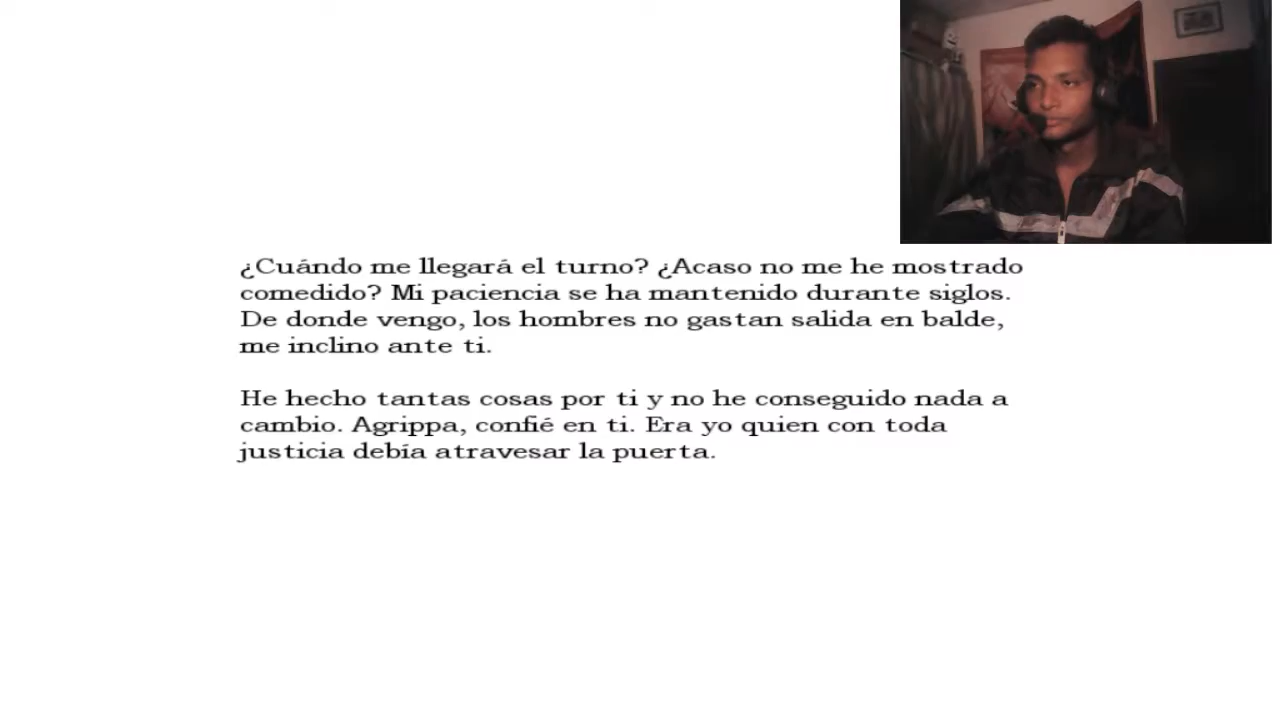 ¿Cuándo me llegará el turno? ¿Acaso no me he mostrado
comedido? Mi paciencia se ha mantenido durante siglos.
De donde vengo, los hombres no gastan salida en balde,
me inclino ante ti.
He hecho tantas cosas por ti y no he conseguido nada a
cambio. Agrippa, confié en ti. Era yo quien con toda
justicia debía atravesar la puerta.